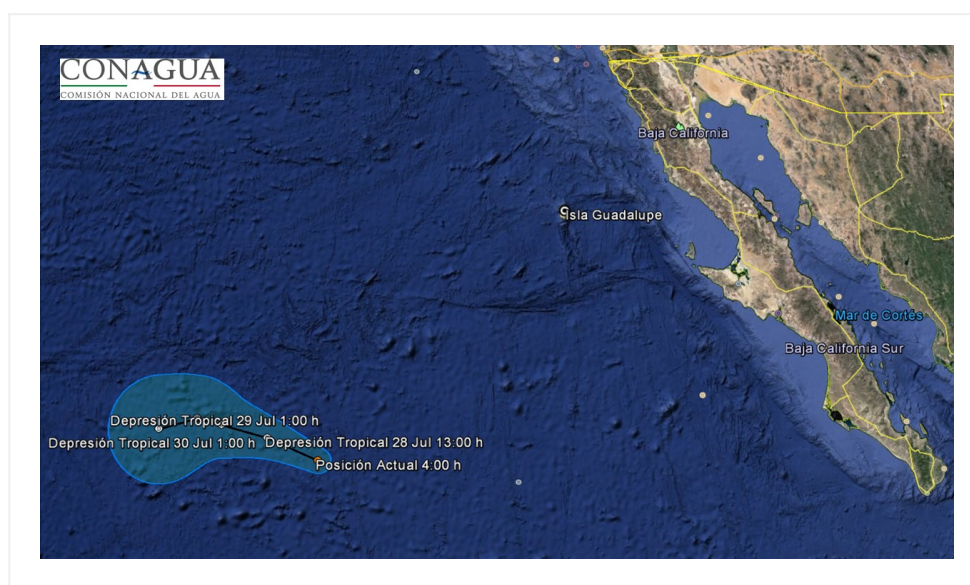 CONAGUA
COMISIÓN NACIONAL DEL AGUA
Baja California
Isla Guadalupe
Mar de Cortés
Baja California Sur
Depresión Tropical 29 Jul 1:00 h
Depresión Tropical 30 Jul 1:00 h
Depresión Tropical 28 Jul 13:00 h
Posición Actual 4:00 h